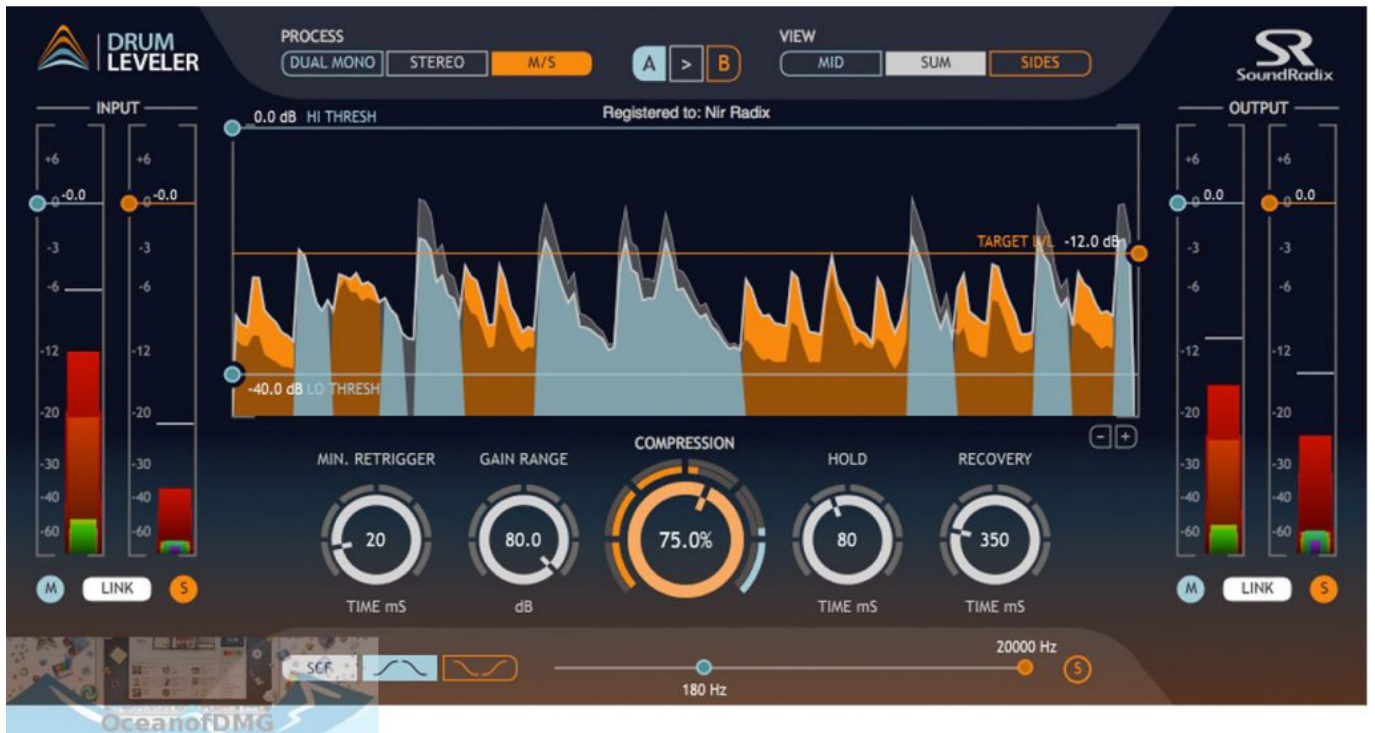 DRUM
LEVELER
PROCESS
DUAL MONO STEREO M/S
A > B
VIEW
MID SUM SIDES
SR
SoundRadix
INPUT
+6 +6
0 -0.0 0 -0.0
-3 -3
-6 -6
-12 -12
-20 -20
-30 -30
-40 -40
-60 -60
M LINK S
0.0 dB HI THRESH
Registered to: Nir Radix
TARGET LVL -12.0 dB
-40.0 dB LO THRESH
- +
OUTPUT
+6 +6
0 0.0 0 0.0
-3 -3
-6 -6
-12 -12
-20 -20
-30 -30
-40 -40
-60 -60
M LINK S
MIN. RETRIGGER
20
TIME mS
GAIN RANGE
80.0
dB
COMPRESSION
75.0%
HOLD
80
TIME mS
RECOVERY
350
TIME mS
SCF
180 Hz
20000 Hz
S
OceanofDMG